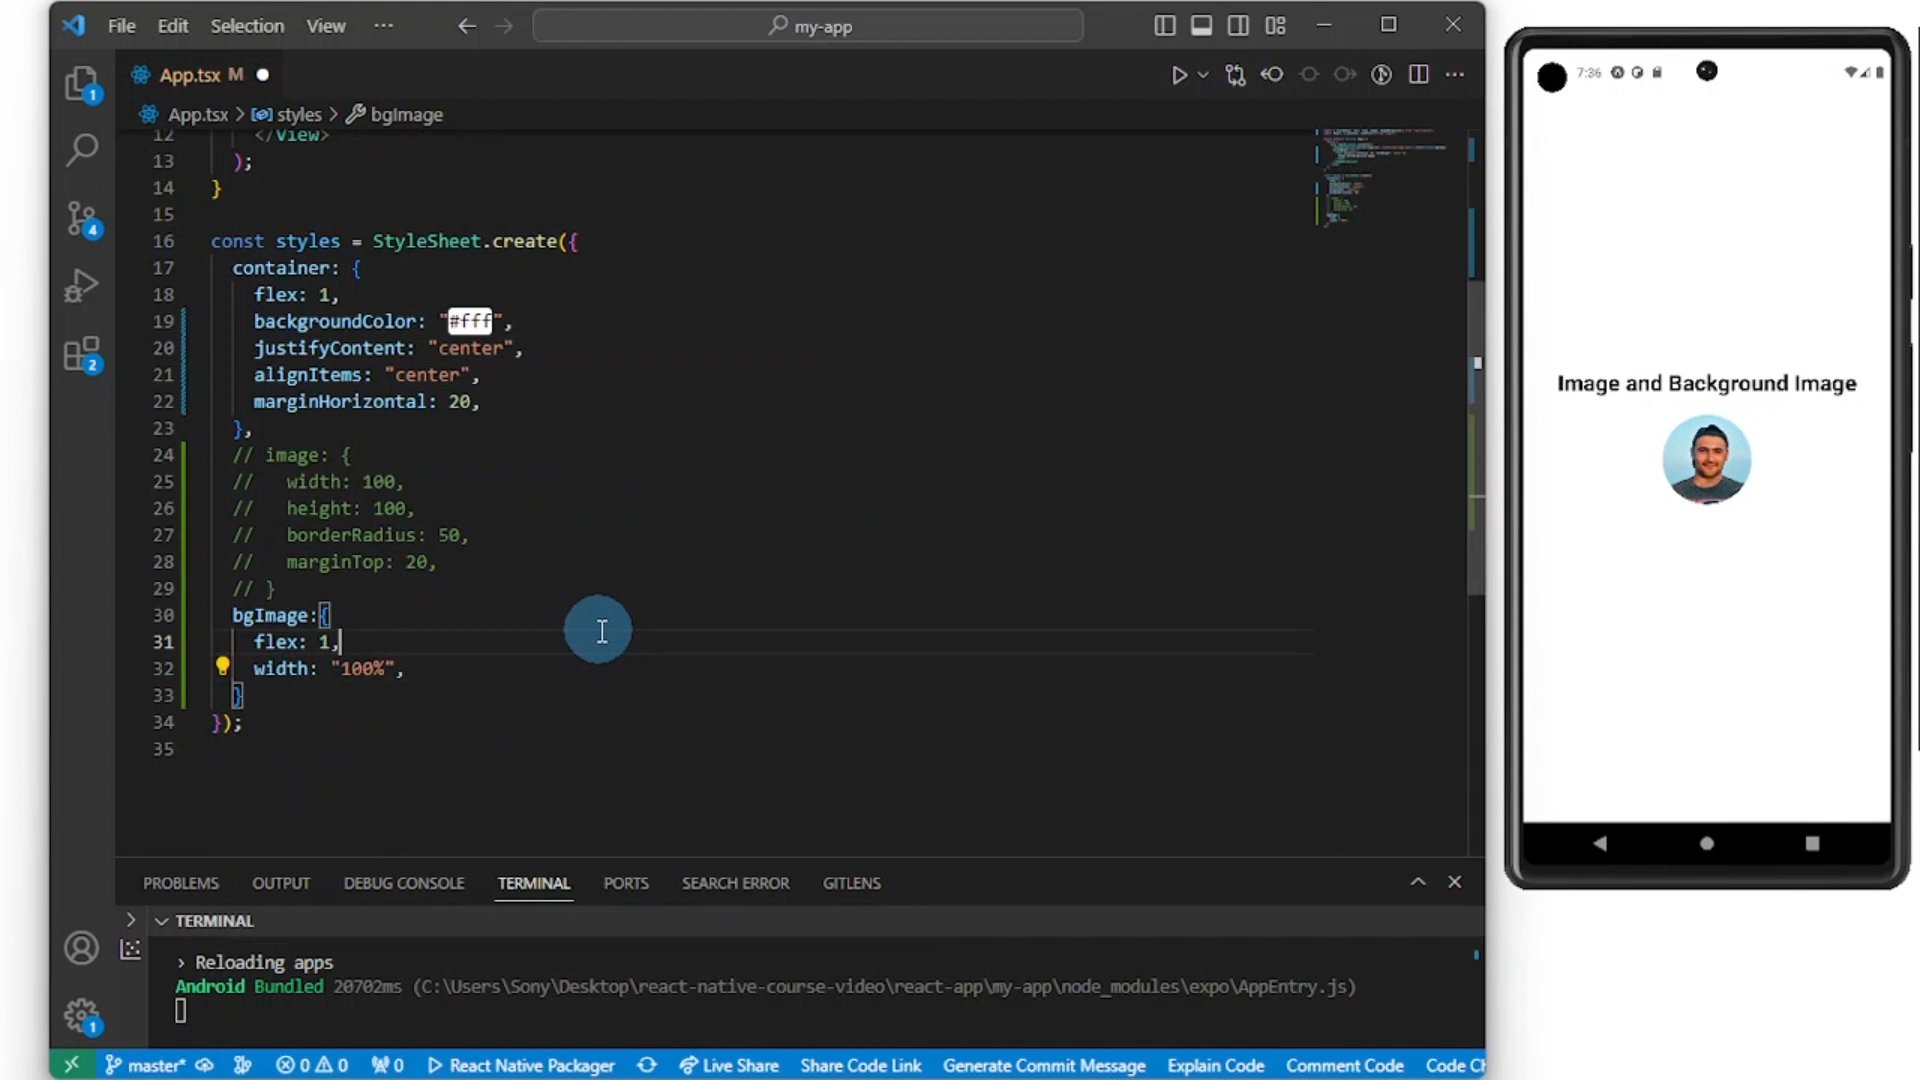 File Edit Selection View ··· my-app
App.tsx M
App.tsx > styles > bgImage
12 </View>
13 );
14 }
15
16 const styles = StyleSheet.create({
17 container: {
18 flex: 1,
19 backgroundColor: "#fff",
20 justifyContent: "center",
21 alignItems: "center",
22 marginHorizontal: 20,
23 },
24 // image: {
25 //   width: 100,
26 //   height: 100,
27 //   borderRadius: 50,
28 //   marginTop: 20,
29 // }
30 bgImage:{
31 flex: 1,
32 width: "100%",
33 }
34 });
35
1
4
2
1
PROBLEMS OUTPUT DEBUG CONSOLE TERMINAL PORTS SEARCH ERROR GITLENS
TERMINAL
› Reloading apps
Android Bundled 20702ms (C:\Users\Sony\Desktop\react-native-course-video\react-app\my-app\node_modules\expo\AppEntry.js)
master* 0 0 0 React Native Packager Live Share Share Code Link Generate Commit Message Explain Code Comment Code Code Ch
7:36
Image and Background Image